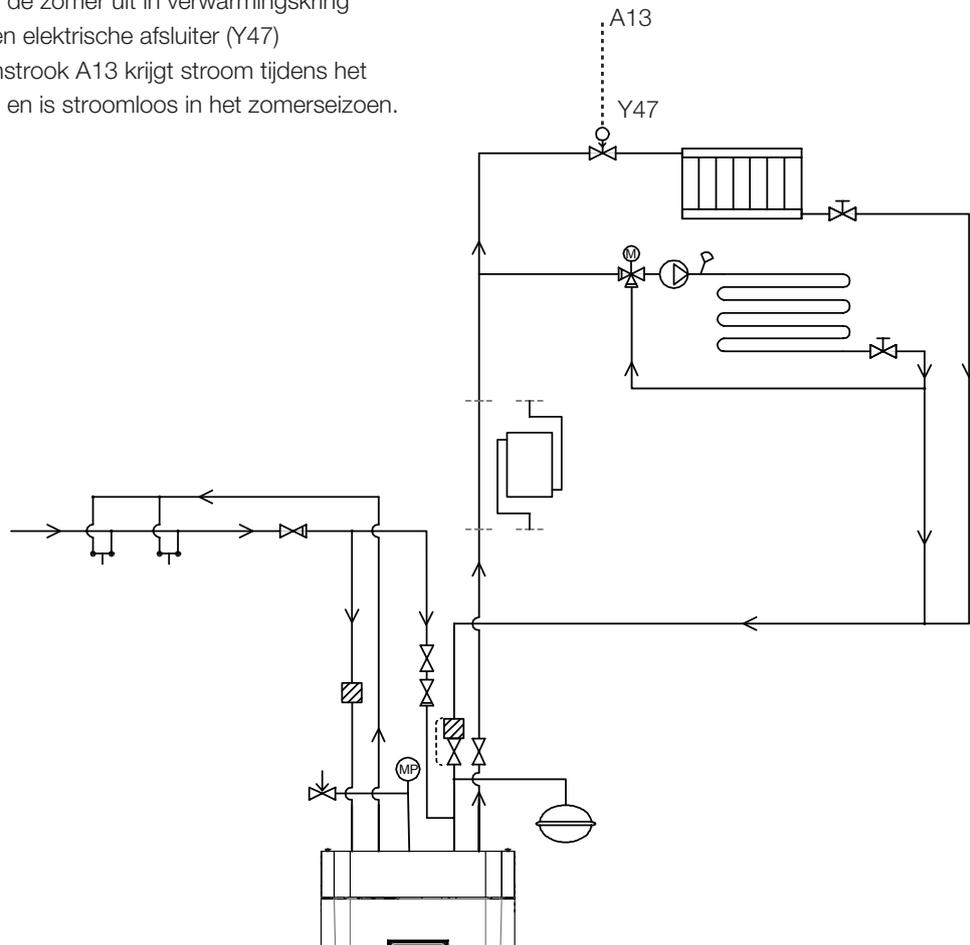 de zomer uit in verwarmingskring
en elektrische afsluiter (Y47)
nstrook A13 krijgt stroom tijdens het
en is stroomloos in het zomerseizoen.
A13
Y47
M
MP